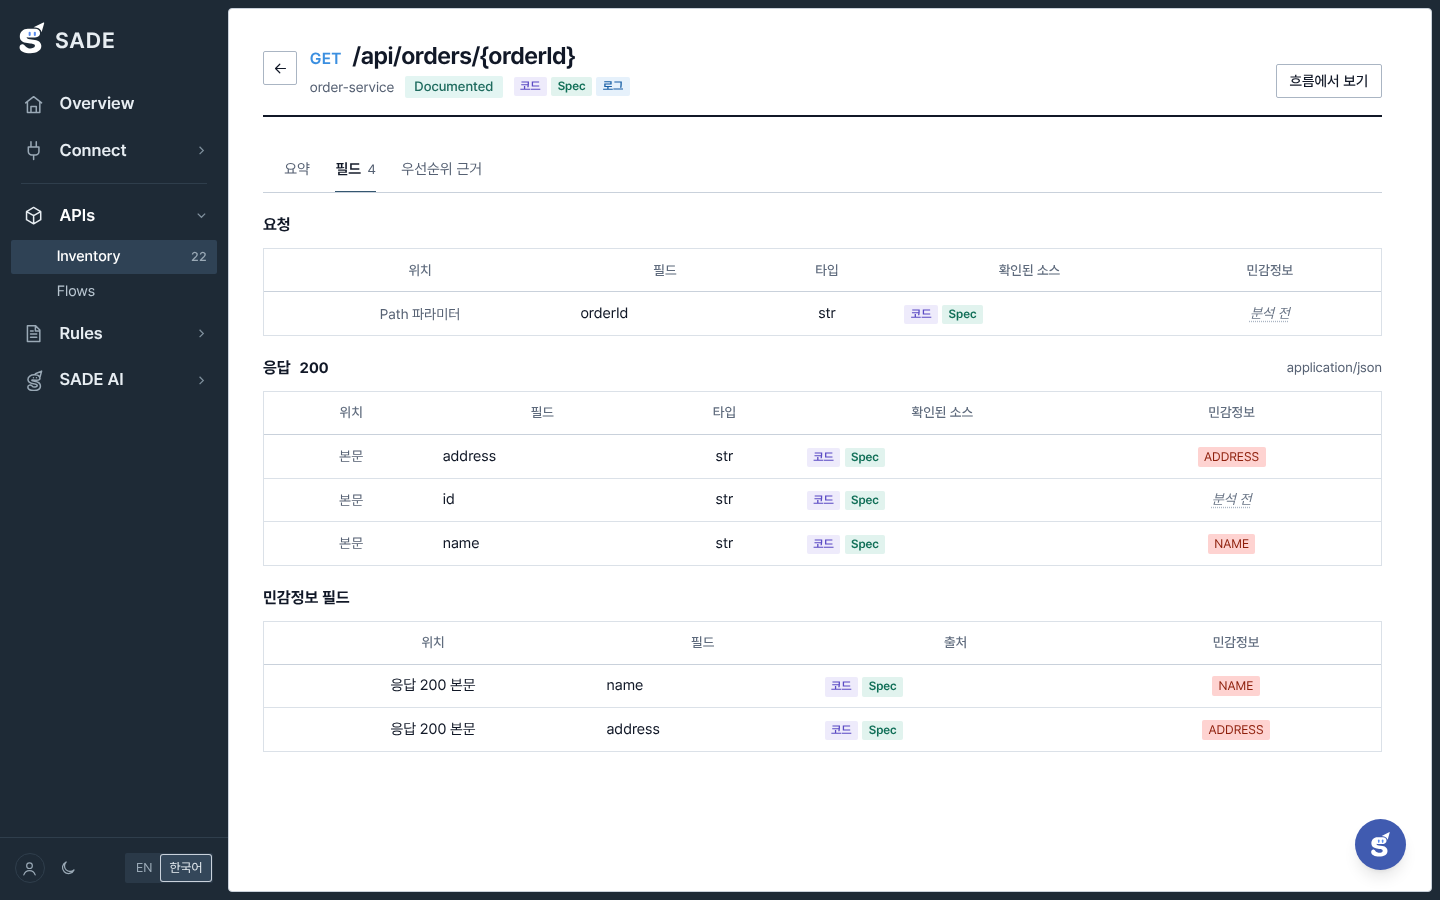 SADE
Overview
Connect
APIs
Inventory 22
Flows
Rules
SADE AI
EN 한국어
GET /api/orders/{orderId}
order-service Documented 코드 Spec 로그
흐름에서 보기
요약 필드 4 우선순위 근거
요청
위치 필드 타입 확인된 소스 민감정보
Path 파라미터 orderId str 코드 Spec 분석 전
응답 200 application/json
위치 필드 타입 확인된 소스 민감정보
본문 address str 코드 Spec ADDRESS
본문 id str 코드 Spec 분석 전
본문 name str 코드 Spec NAME
민감정보 필드
위치 필드 출처 민감정보
응답 200 본문 name 코드 Spec NAME
응답 200 본문 address 코드 Spec ADDRESS